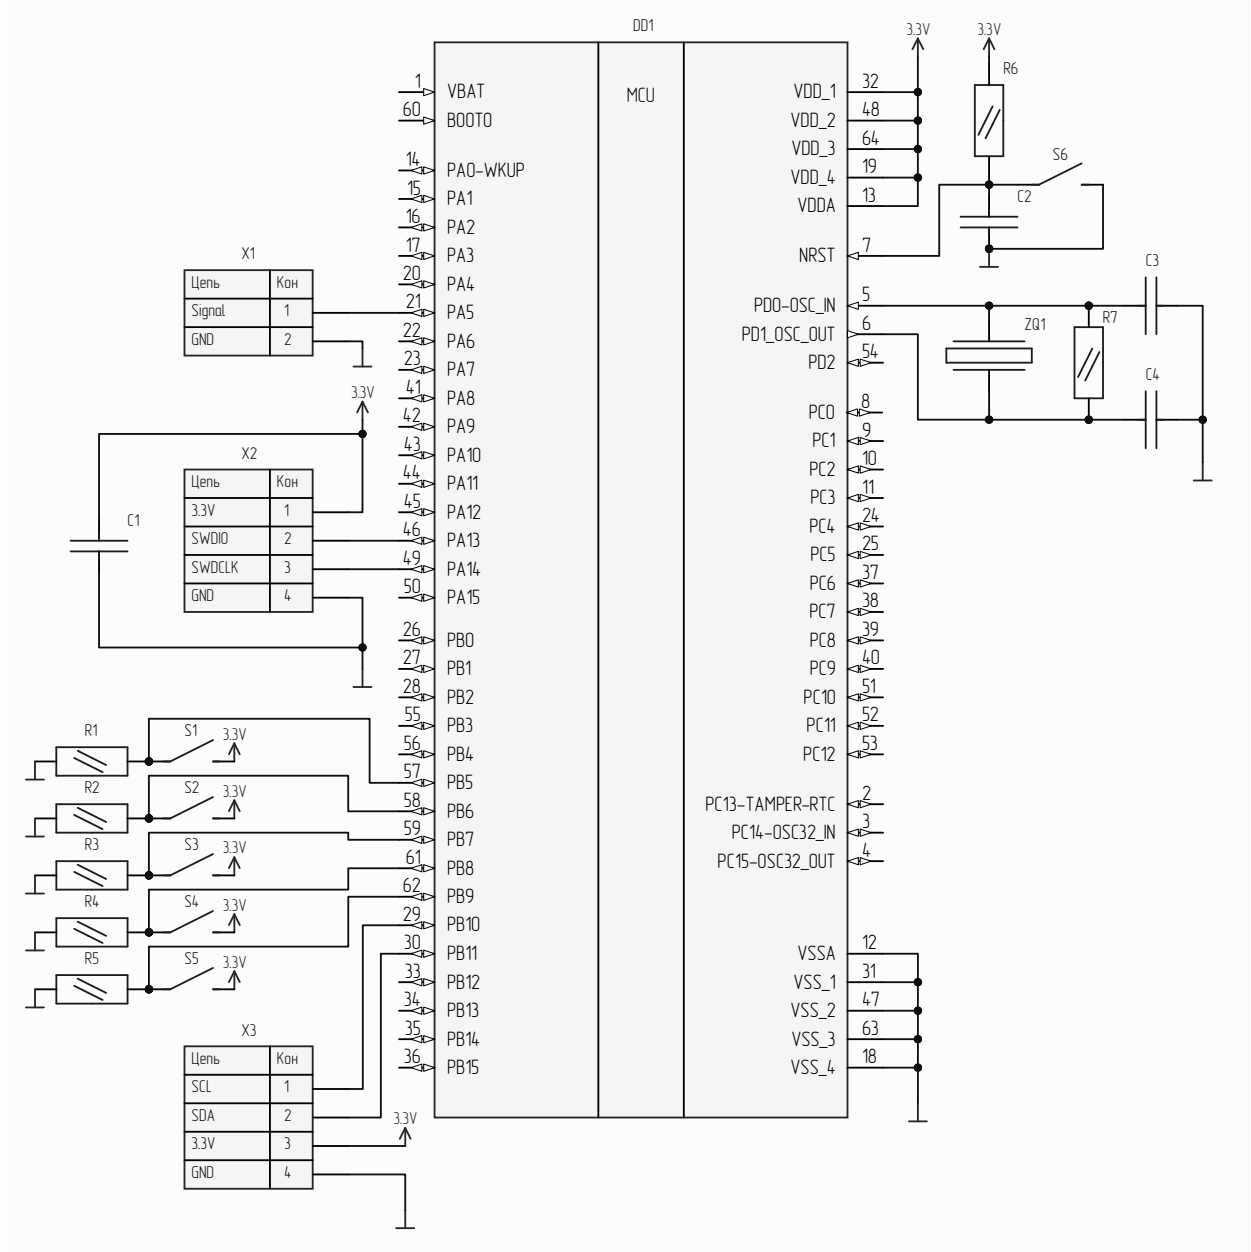 DD1
MCU
1 VBAT
60 BOOT0
14 PA0-WKUP
15 PA1
16 PA2
17 PA3
20 PA4
21 PA5
22 PA6
23 PA7
41 PA8
42 PA9
43 PA10
44 PA11
45 PA12
46 PA13
49 PA14
50 PA15
26 PB0
27 PB1
28 PB2
55 PB3
56 PB4
57 PB5
58 PB6
59 PB7
61 PB8
62 PB9
29 PB10
30 PB11
33 PB12
34 PB13
35 PB14
36 PB15
VDD_1 32
VDD_2 48
VDD_3 64
VDD_4 19
VDDA 13
NRST 7
PD0-OSC_IN 5
PD1_OSC_OUT 6
PD2 54
PC0 8
PC1 9
PC2 10
PC3 11
PC4 24
PC5 25
PC6 37
PC7 38
PC8 39
PC9 40
PC10 51
PC11 52
PC12 53
PC13-TAMPER-RTC 2
PC14-OSC32_IN 3
PC15-OSC32_OUT 4
VSSA 12
VSS_1 31
VSS_2 47
VSS_3 63
VSS_4 18
X1
Цепь Кон
Signal 1
GND 2
3.3V
X2
Цепь Кон
3.3V 1
SWDIO 2
SWDCLK 3
GND 4
C1
R1 S1 3.3V
R2 S2 3.3V
R3 S3 3.3V
R4 S4 3.3V
R5 S5 3.3V
X3
Цепь Кон
SCL 1
SDA 2
3.3V 3
GND 4
3.3V
3.3V
3.3V
R6
S6
C2
C3
ZQ1
R7
C4